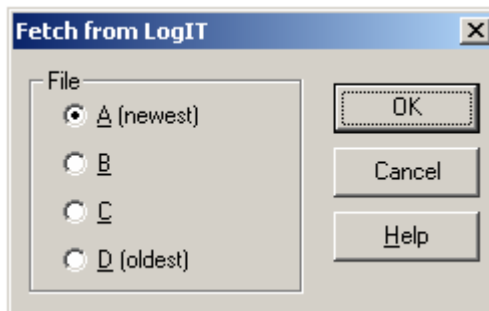 Fetch from LogIT
File
A (newest)
B
C
D (oldest)
OK
Cancel
Help